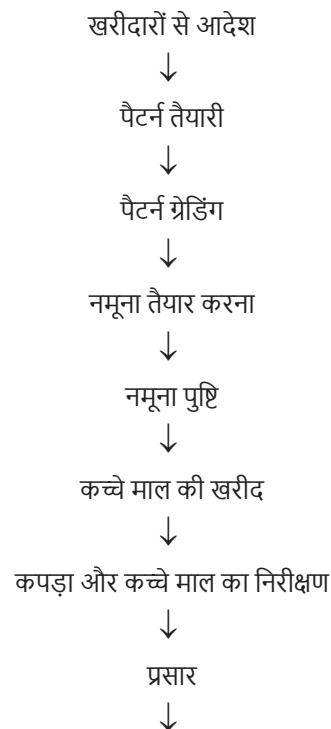 खरीदारों से आदेश
↓
पैटर्न तैयारी
↓
पैटर्न ग्रेडिंग
↓
नमूना तैयार करना
↓
नमूना पुष्टि
↓
कच्चे माल की खरीद
↓
कपड़ा और कच्चे माल का निरीक्षण
↓
प्रसार
↓